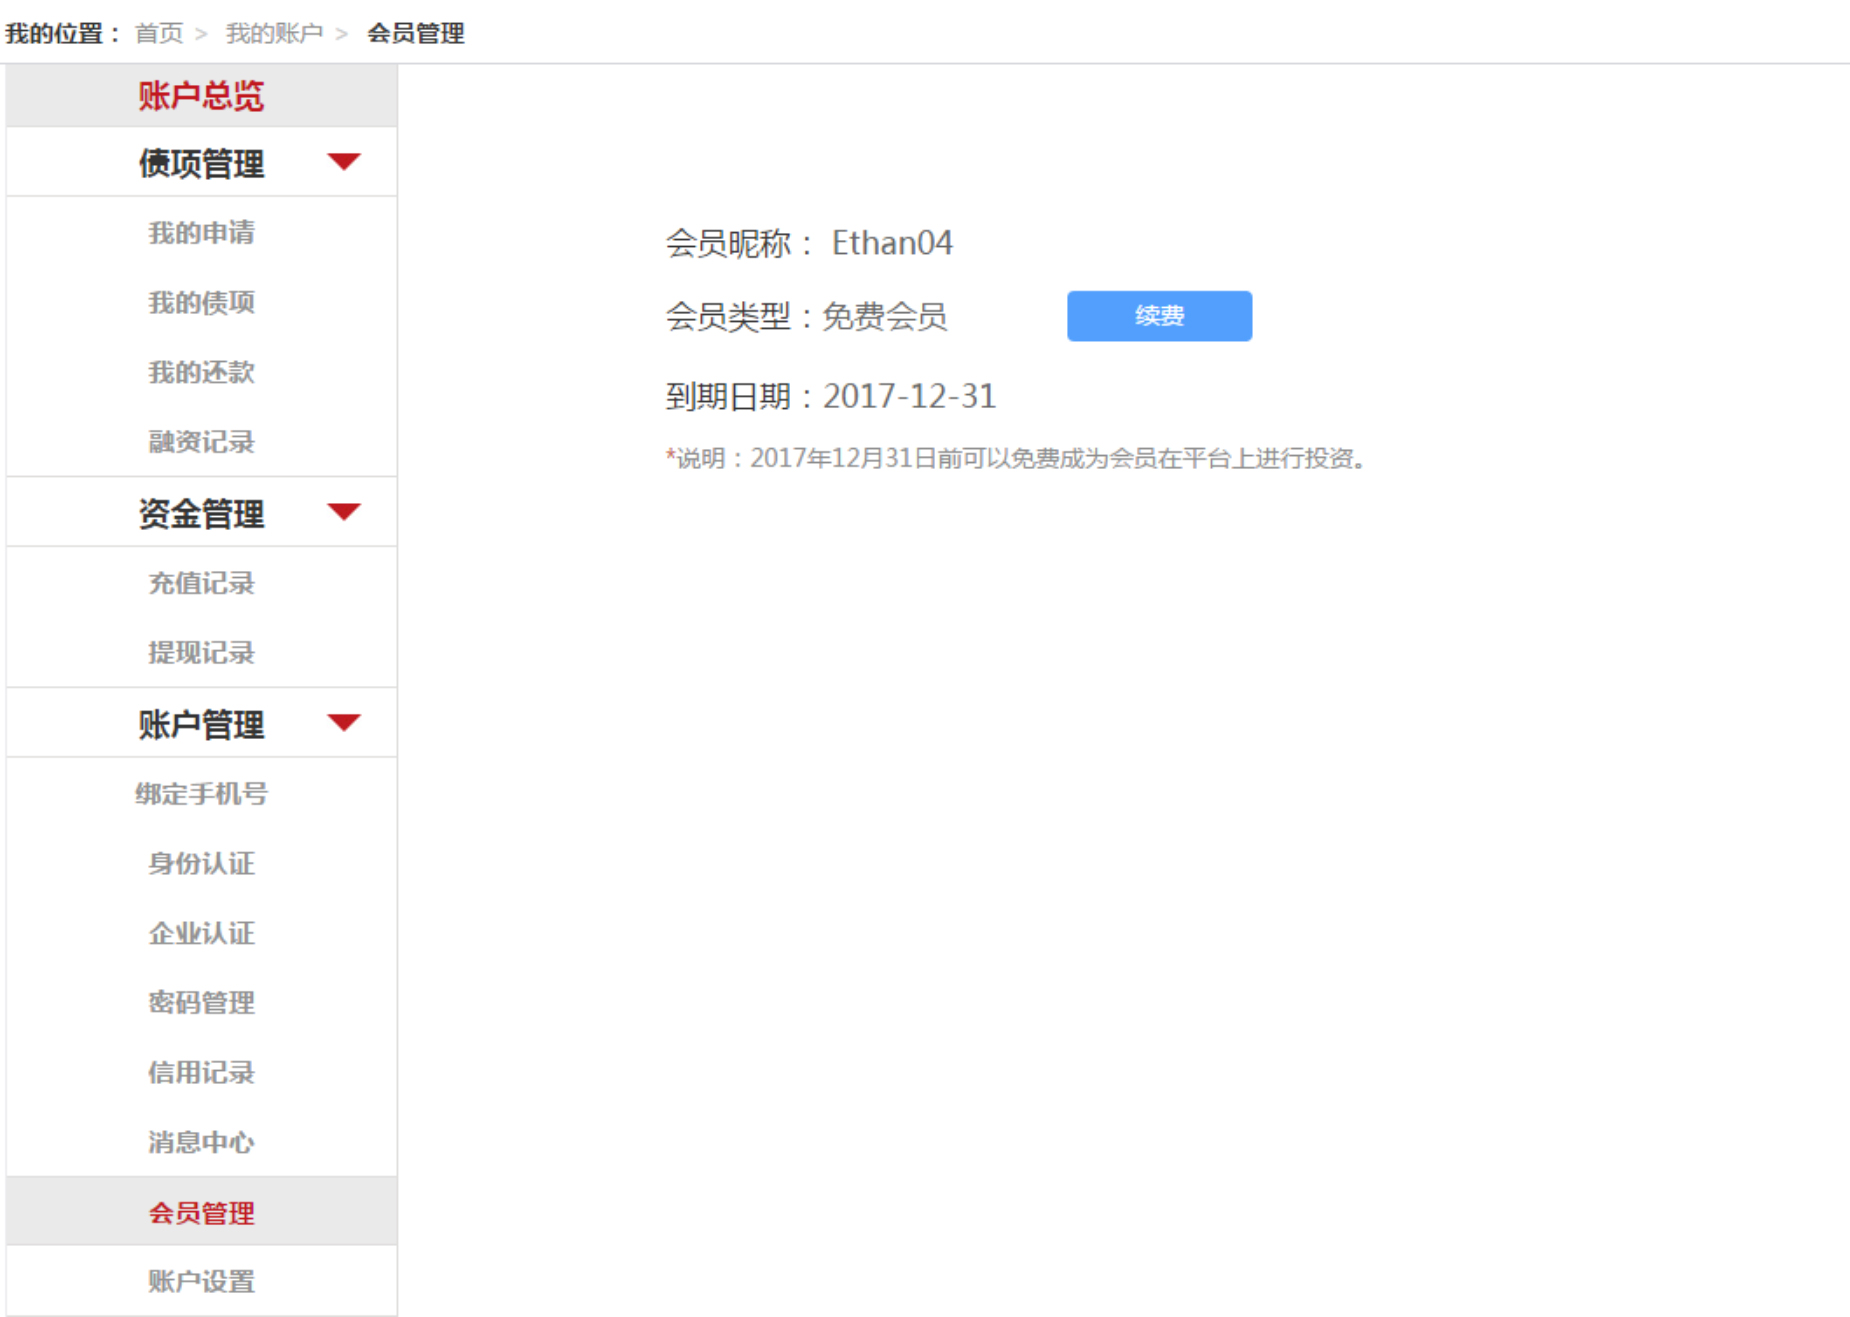 我的位置： 首页 > 我的账户 > 会员管理
账户总览
债项管理
我的申请
我的债项
我的还款
融资记录
资金管理
充值记录
提现记录
账户管理
绑定手机号
身份认证
企业认证
密码管理
信用记录
消息中心
会员管理
账户设置
会员昵称： Ethan04
会员类型：免费会员
续费
到期日期：2017-12-31
*说明：2017年12月31日前可以免费成为会员在平台上进行投资。